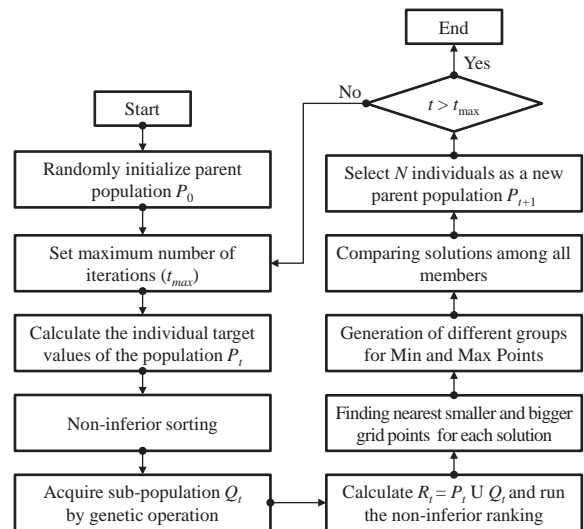 Start
Randomly initialize parent
population P₀
Set maximum number of
iterations (tₘₐₓ)
Calculate the individual target
values of the population Pₜ
Non-inferior sorting
Acquire sub-population Qₜ
by genetic operation
Calculate Rₜ = Pₜ U Qₜ and run
the non-inferior ranking
Finding nearest smaller and bigger
grid points for each solution
Generation of different groups
for Min and Max Points
Comparing solutions among all
members
Select N individuals as a new
parent population Pₜ₊₁
t > tₘₐₓ
No
Yes
End